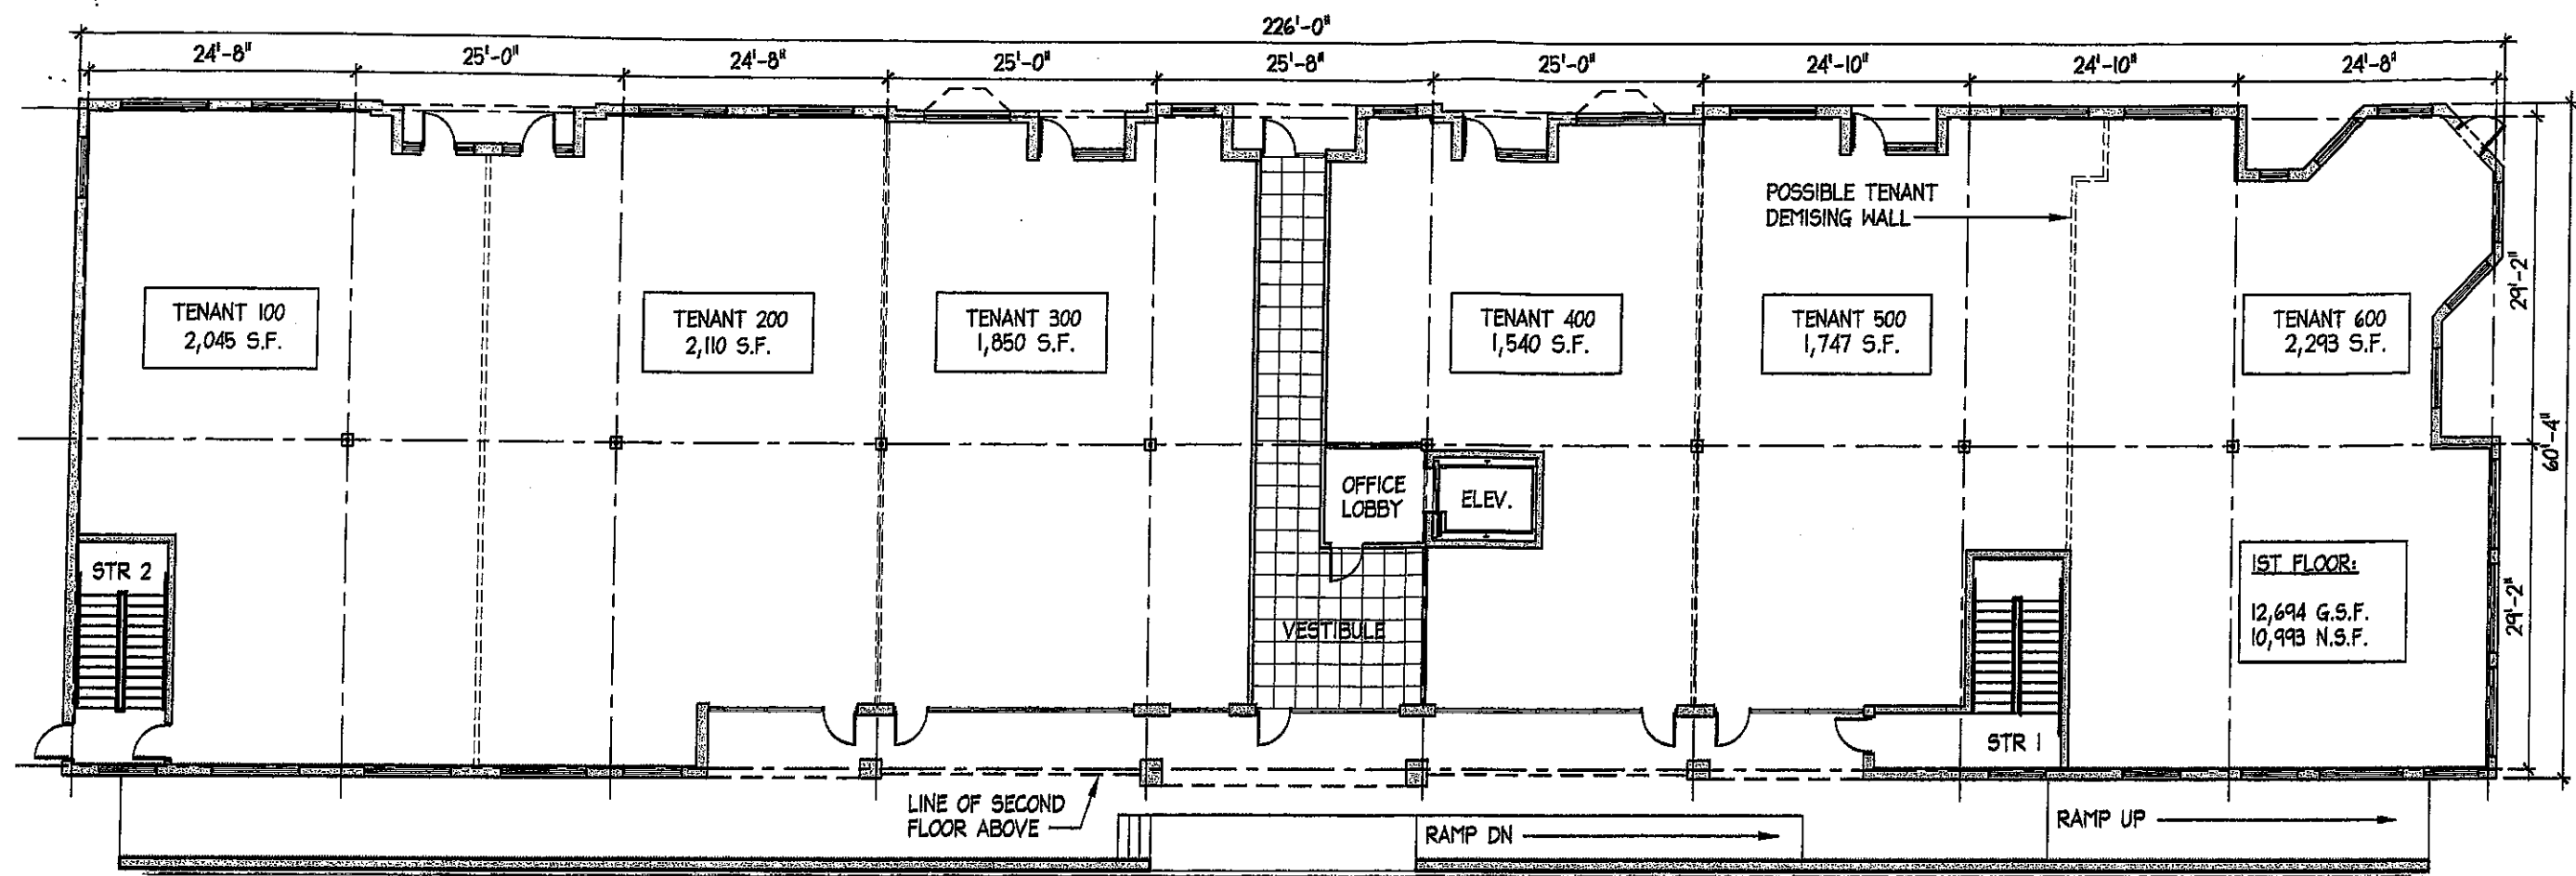 226'-0"
24'-8"
25'-0"
24'-8"
25'-0"
25'-8"
25'-0"
24'-10"
24'-10"
24'-8"
POSSIBLE TENANT
DEMISING WALL
TENANT 100
2,045 S.F.
TENANT 200
2,110 S.F.
TENANT 300
1,850 S.F.
TENANT 400
1,540 S.F.
TENANT 500
1,747 S.F.
TENANT 600
2,293 S.F.
29'-2"
60'-4"
OFFICE
LOBBY
ELEV.
STR 2
VESTIBULE
1ST FLOOR:
12,694 G.S.F.
10,993 N.S.F.
29'-2"
STR 1
LINE OF SECOND
FLOOR ABOVE
RAMP DN
RAMP UP